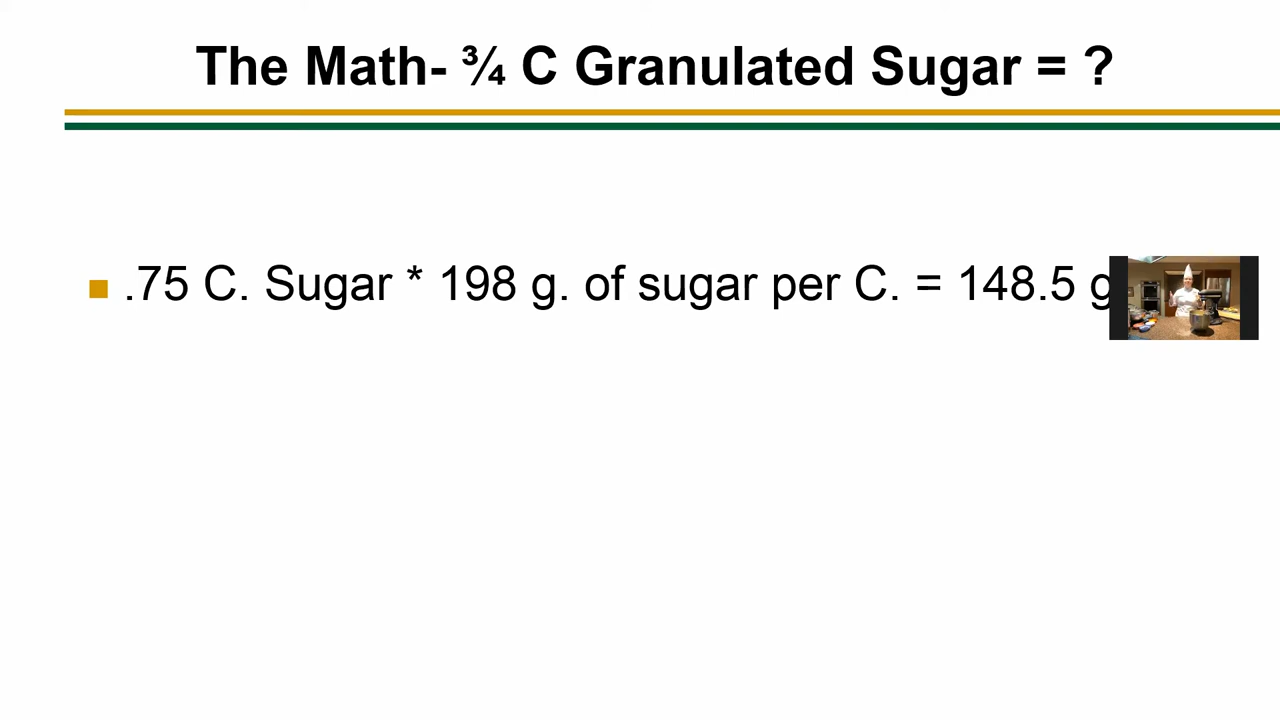 The Math- ¾ C Granulated Sugar = ?
.75 C. Sugar * 198 g. of sugar per C. = 148.5 g